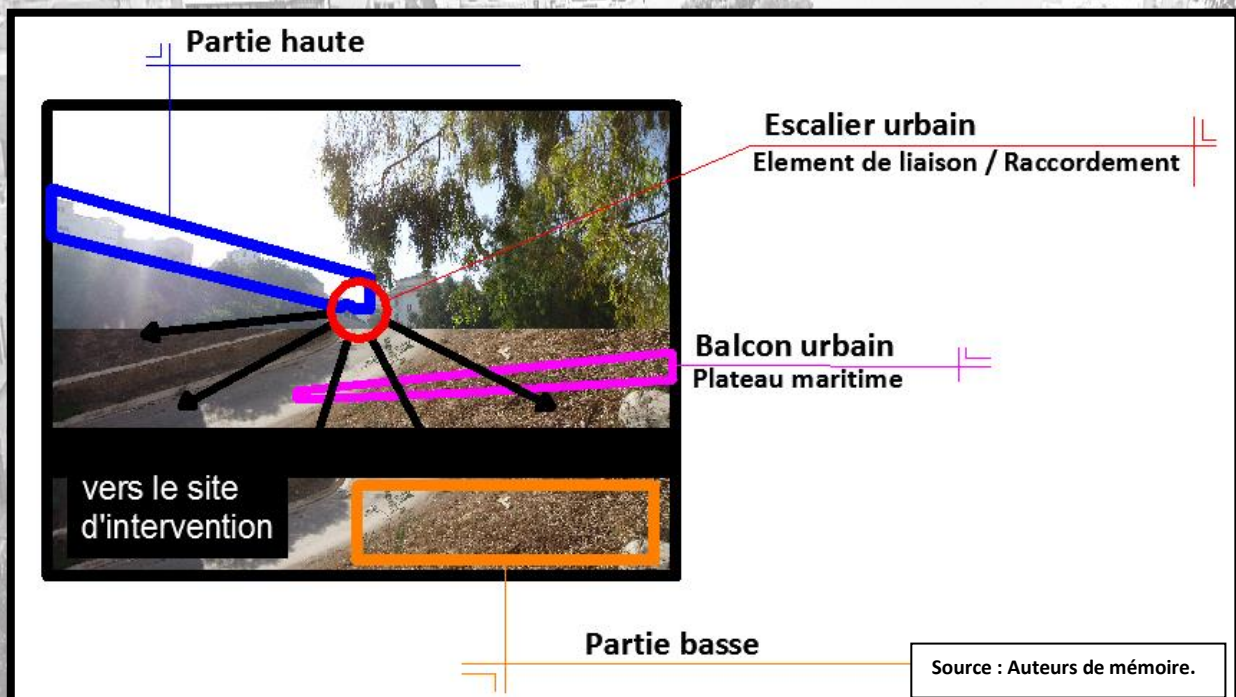 Partie haute
Escalier urbain
Element de liaison / Raccordement
Balcon urbain
Plateau maritime
vers le site
d'intervention
Partie basse
Source : Auteurs de mémoire.